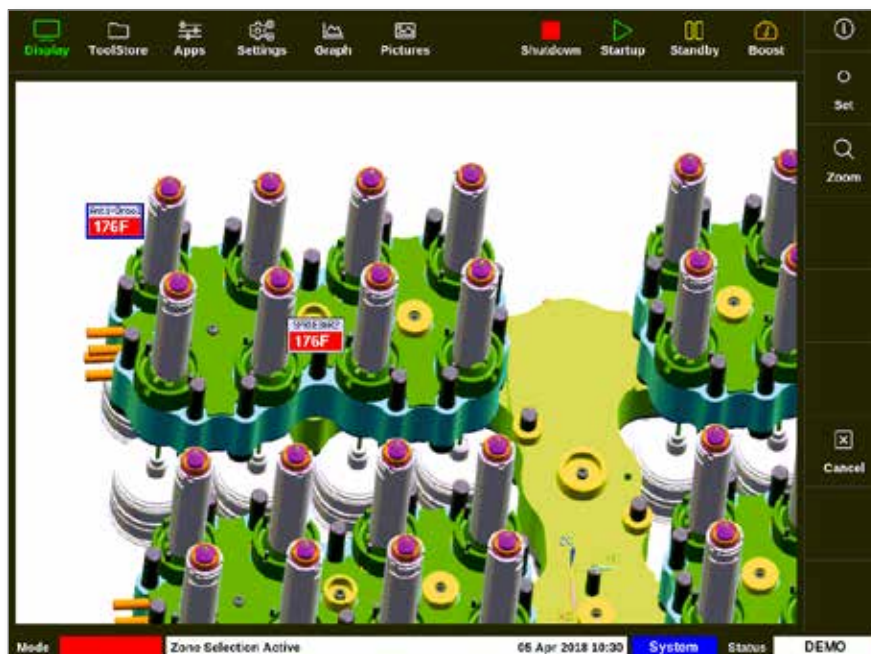 Display ToolStore Apps Settings Graph Pictures Shutdown Startup Standby Boost
Set
Zoom
176F
176F
Cancel
Mode Zone Selection Active 05 Apr 2018 10:30 System Status DEMO